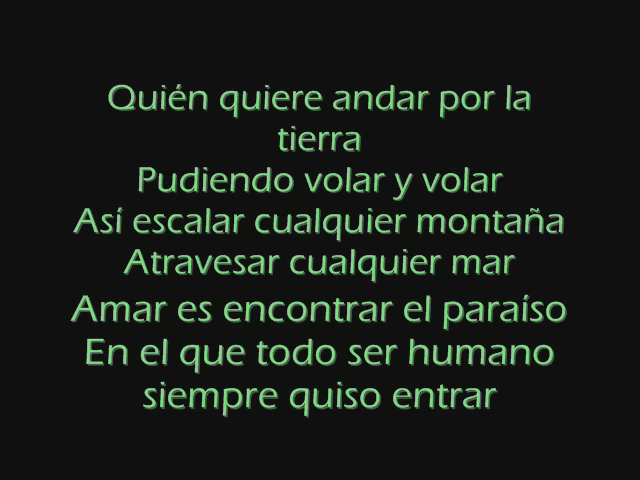 Quién quiere andar por la
tierra
Pudiendo volar y volar
Así escalar cualquier montaña
Atravesar cualquier mar
Amar es encontrar el paraíso
En el que todo ser humano
siempre quiso entrar